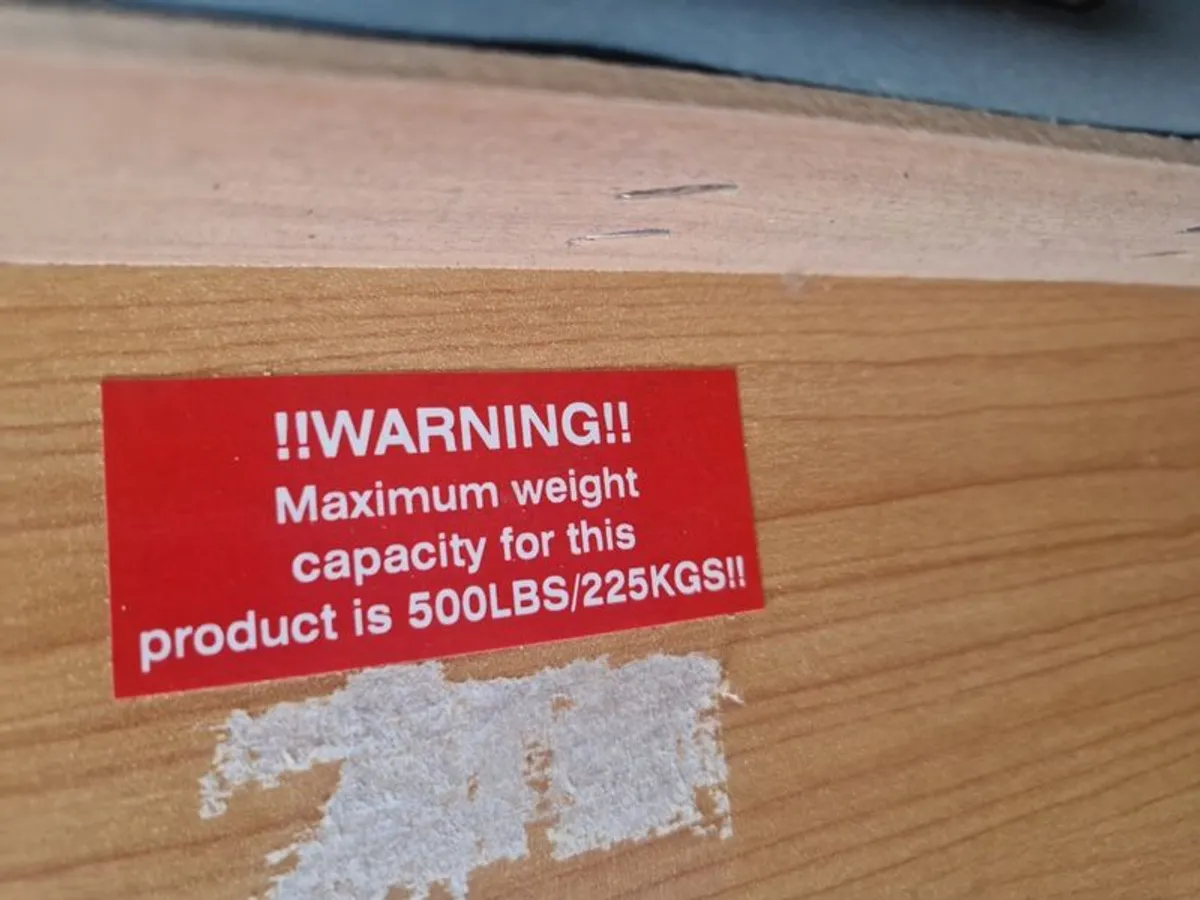 !!WARNING!!
Maximum weight
capacity for this
product is 500LBS/225KGS!!